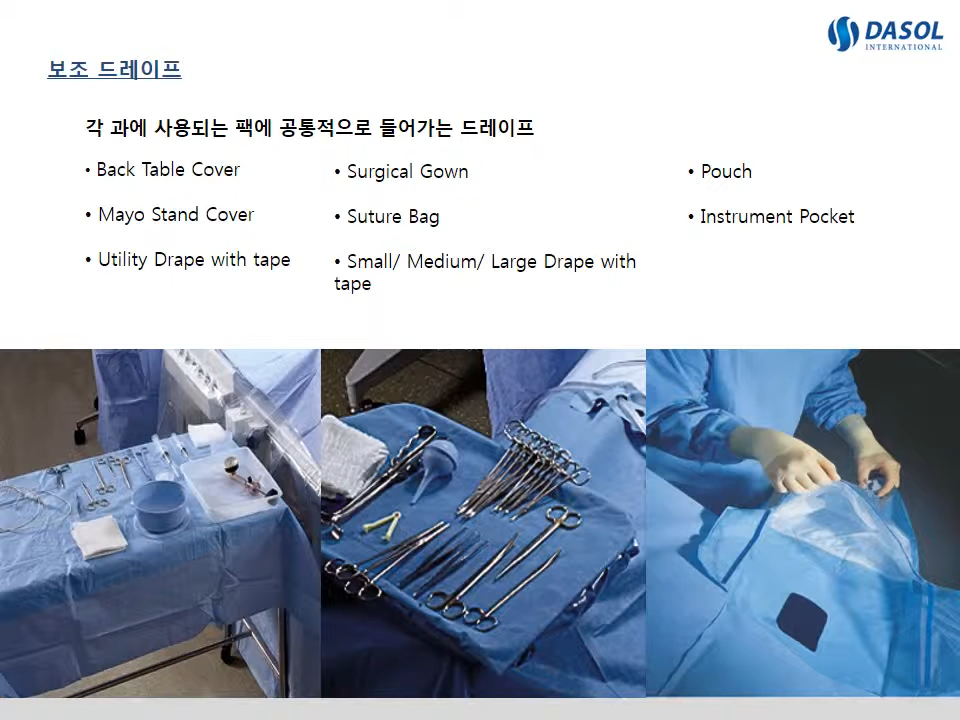 DASOL
INTERNATIONAL
보조 드레이프
각 과에 사용되는 팩에 공통적으로 들어가는 드레이프
• Back Table Cover
• Mayo Stand Cover
• Utility Drape with tape
• Surgical Gown
• Suture Bag
• Small/ Medium/ Large Drape with
tape
• Pouch
• Instrument Pocket